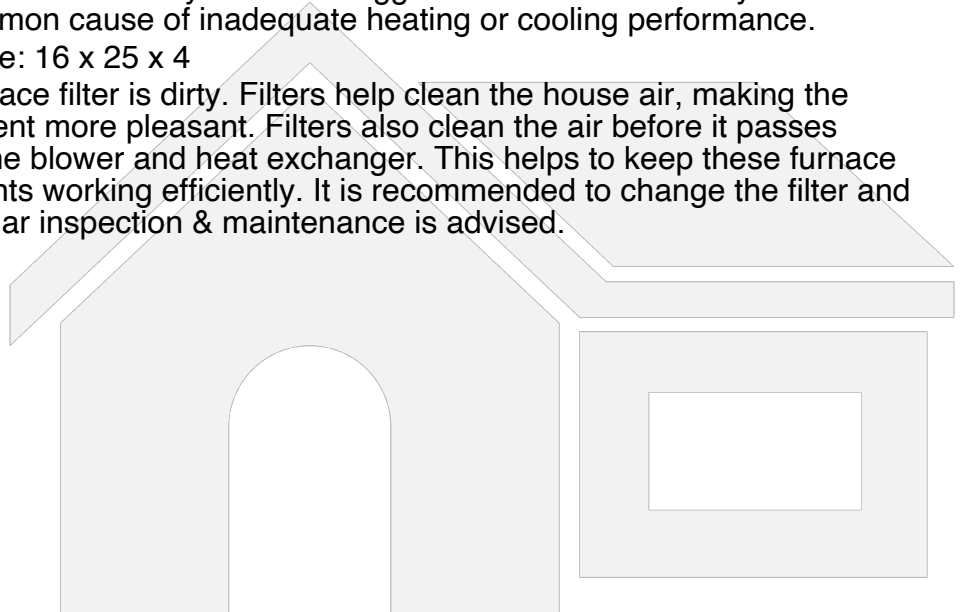 mon cause of inadequate heating or cooling performance.
e: 16 x 25 x 4
ace filter is dirty. Filters help clean the house air, making the
ent more pleasant. Filters also clean the air before it passes
e blower and heat exchanger. This helps to keep these furnace
nts working efficiently. It is recommended to change the filter and
ar inspection & maintenance is advised.